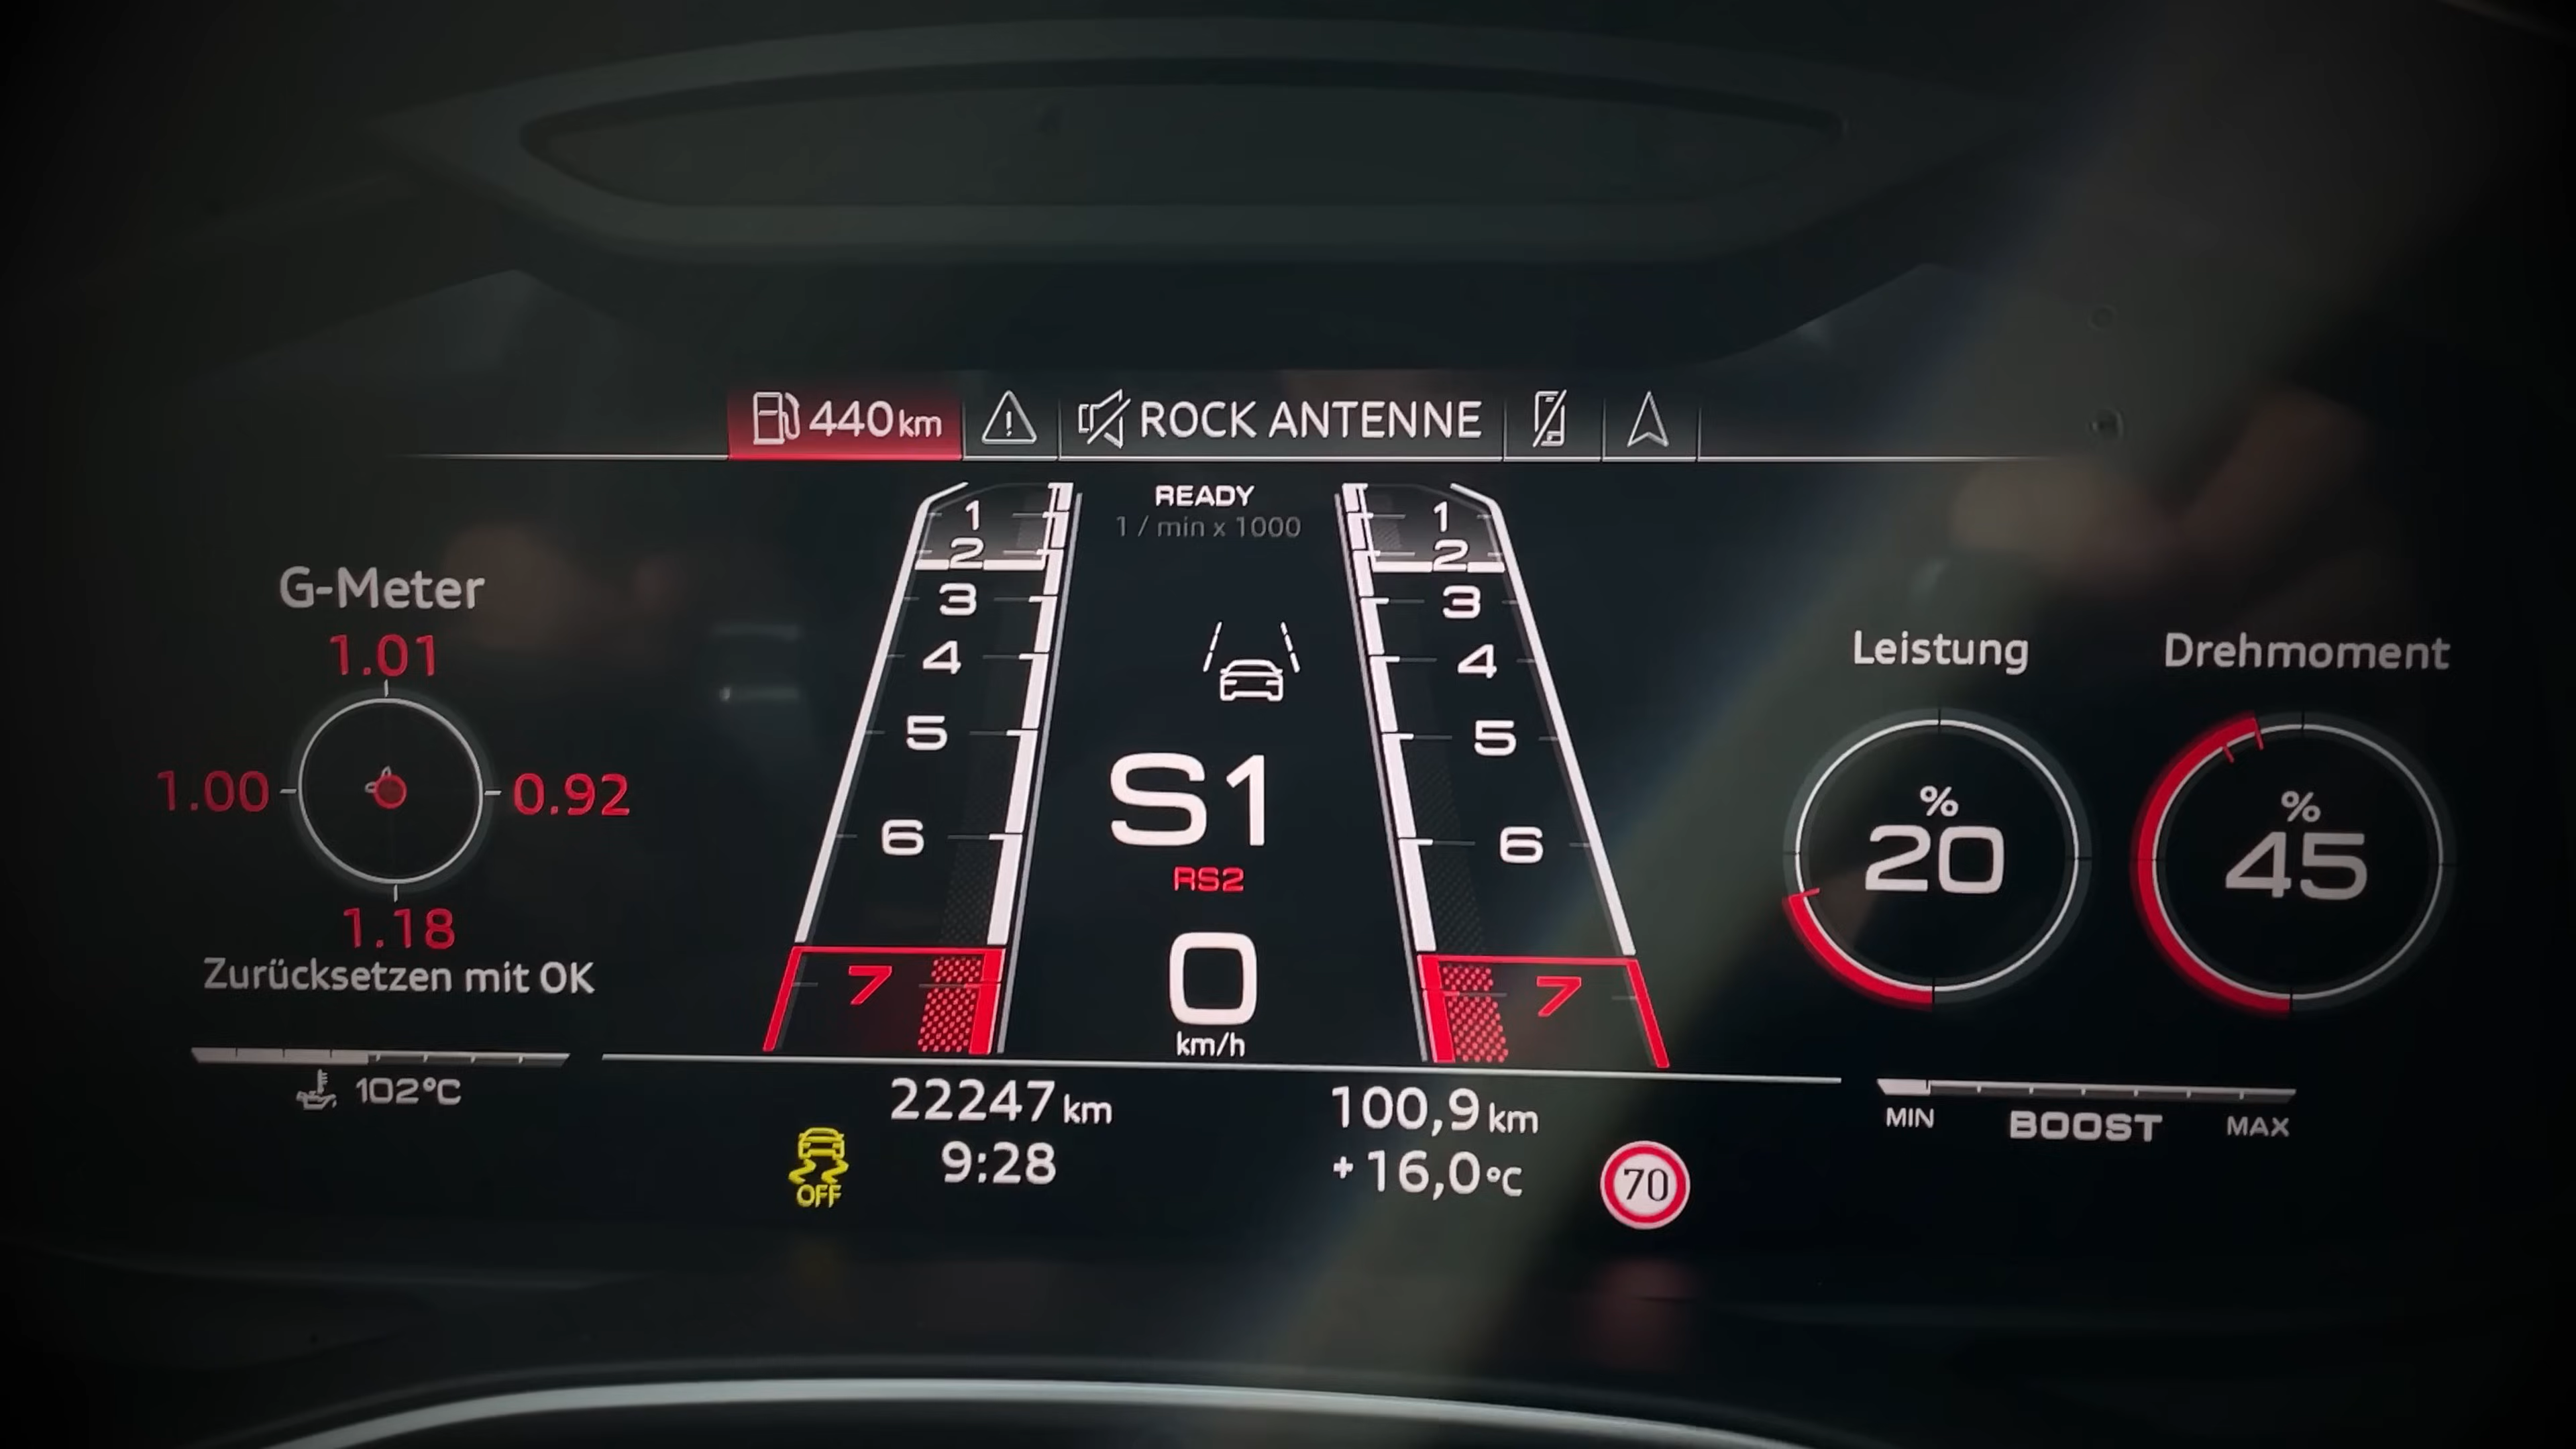 440 km
ROCK ANTENNE
READY
1 / min x 1000
1
2
3
4
5
6
7
1
2
3
4
5
6
7
S1
RS2
0
km/h
G-Meter
1.01
1.00
0.92
1.18
Zurücksetzen mit OK
102°C
Leistung
%
20
Drehmoment
%
45
MIN BOOST MAX
22247 km
9:28
OFF
100,9 km
+16,0°C
70